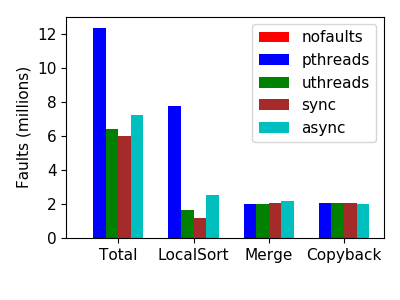 nofaults
pthreads
uthreads
sync
async
Faults (millions)
12
10
8
6
4
2
0
Total LocalSort Merge Copyback